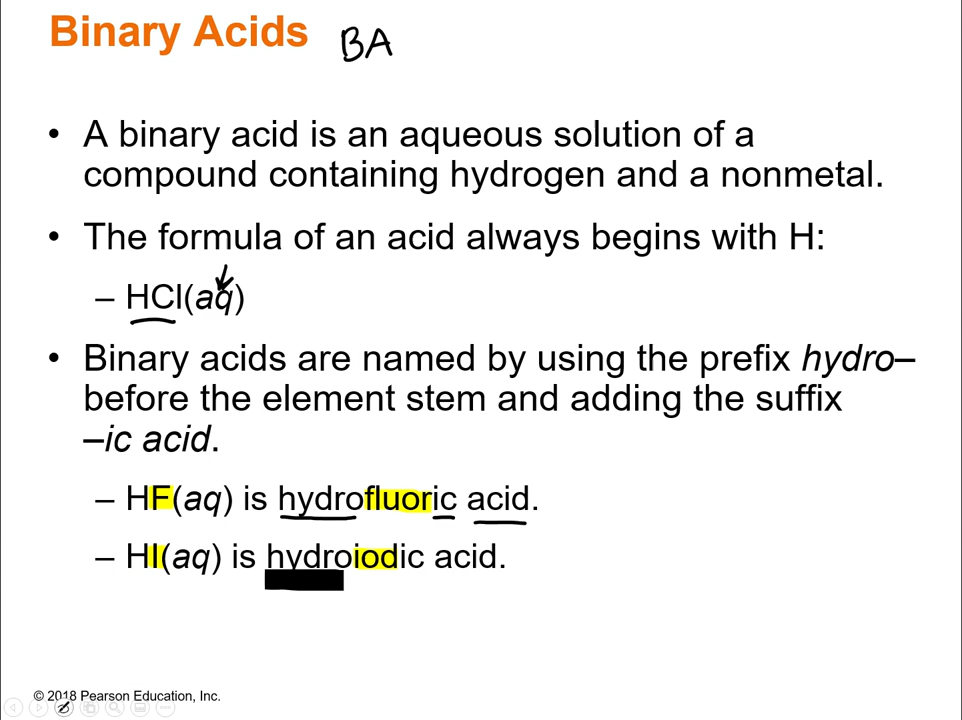 Binary Acids BA
• A binary acid is an aqueous solution of a
compound containing hydrogen and a nonmetal.
• The formula of an acid always begins with H:
– HCl(aq)
• Binary acids are named by using the prefix hydro–
before the element stem and adding the suffix
–ic acid.
– HF(aq) is hydrofluoric acid.
– HI(aq) is hydroiodic acid.
© 2018 Pearson Education, Inc.